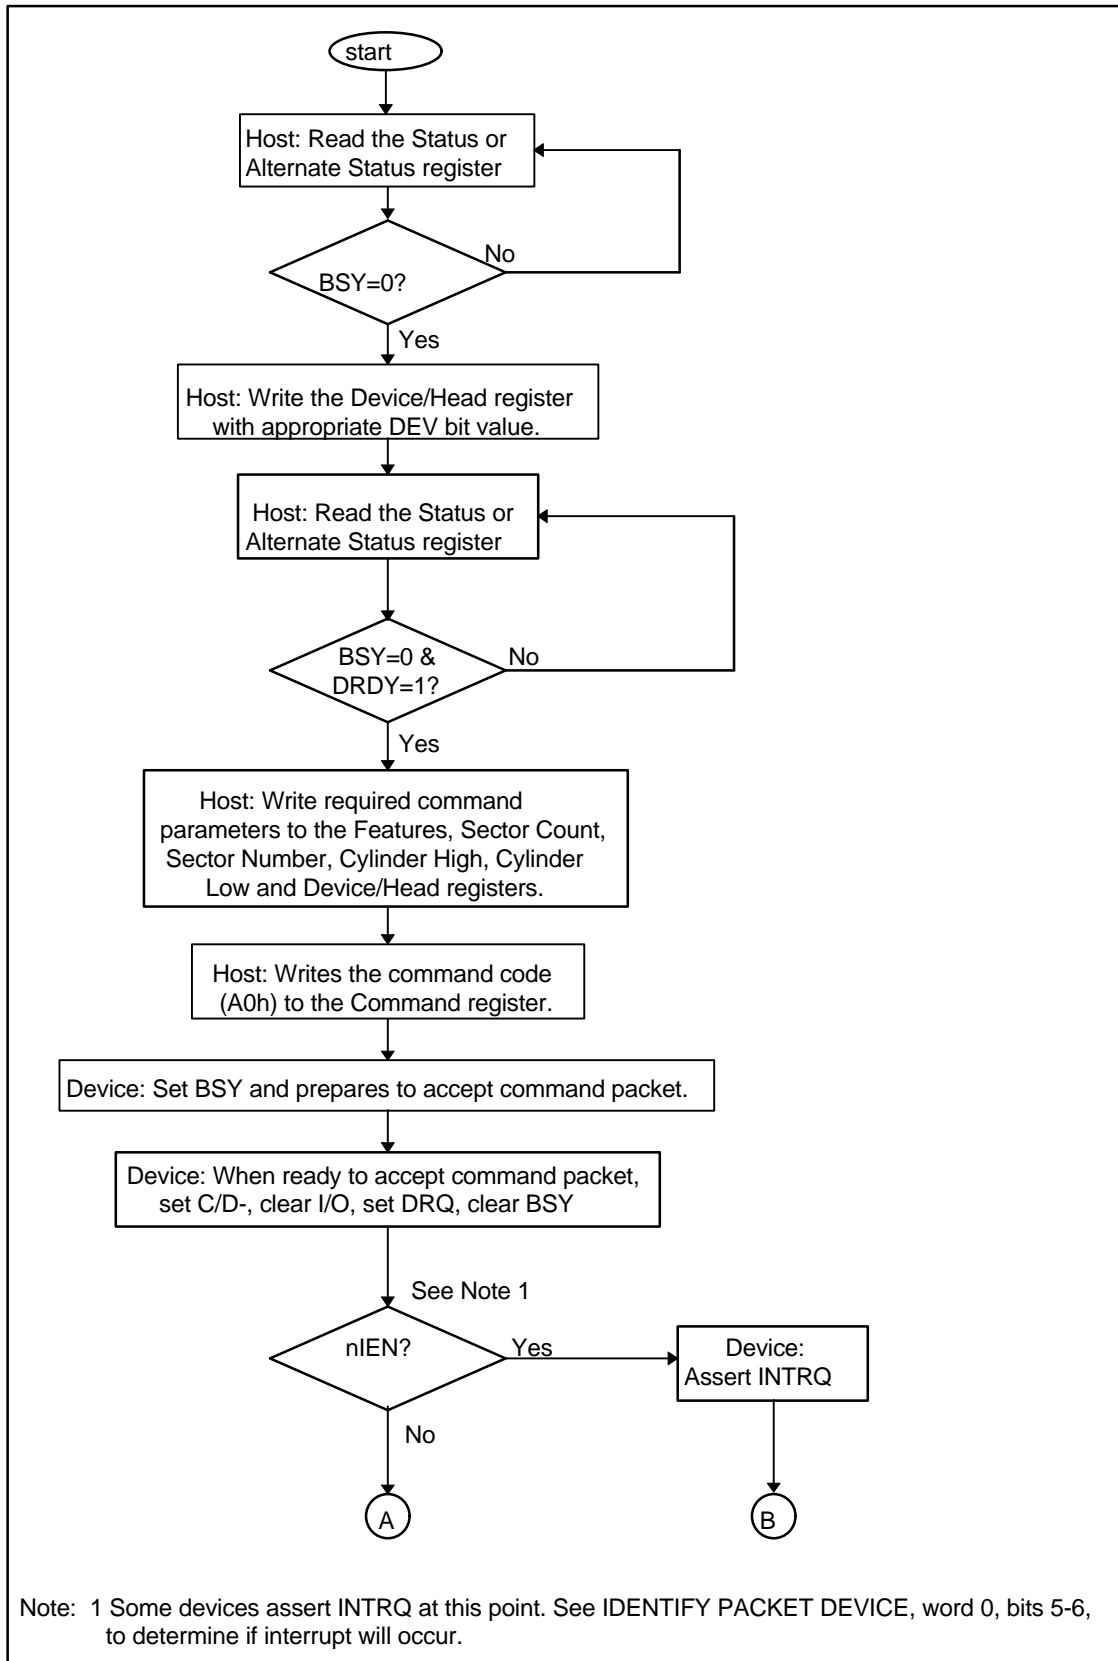 start
Host: Read the Status or
Alternate Status register
No
BSY=0?
Yes
Host: Write the Device/Head register
with appropriate DEV bit value.
Host: Read the Status or
Alternate Status register
BSY=0 &
DRDY=1?
No
Yes
Host: Write required command
parameters to the Features, Sector Count,
Sector Number, Cylinder High, Cylinder
Low and Device/Head registers.
Host: Writes the command code
(A0h) to the Command register.
Device: Set BSY and prepares to accept command packet.
Device: When ready to accept command packet,
set C/D-, clear I/O, set DRQ, clear BSY
See Note 1
nIEN?
Yes
Device:
Assert INTRQ
No
A
B
Note: 1 Some devices assert INTRQ at this point. See IDENTIFY PACKET DEVICE, word 0, bits 5-6,
to determine if interrupt will occur.